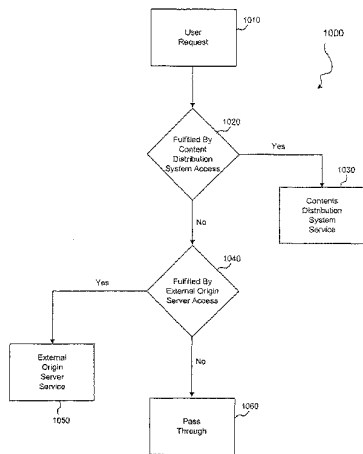 1010
User
Request
1000
1020
Fulfilled By
Content
Distribution
System Access
Yes
1030
Contents
Distribution
System
Service
No
1040
Fulfilled By
External Origin
Server Access
Yes
External
Origin
Server
Service
1050
No
1060
Pass
Through